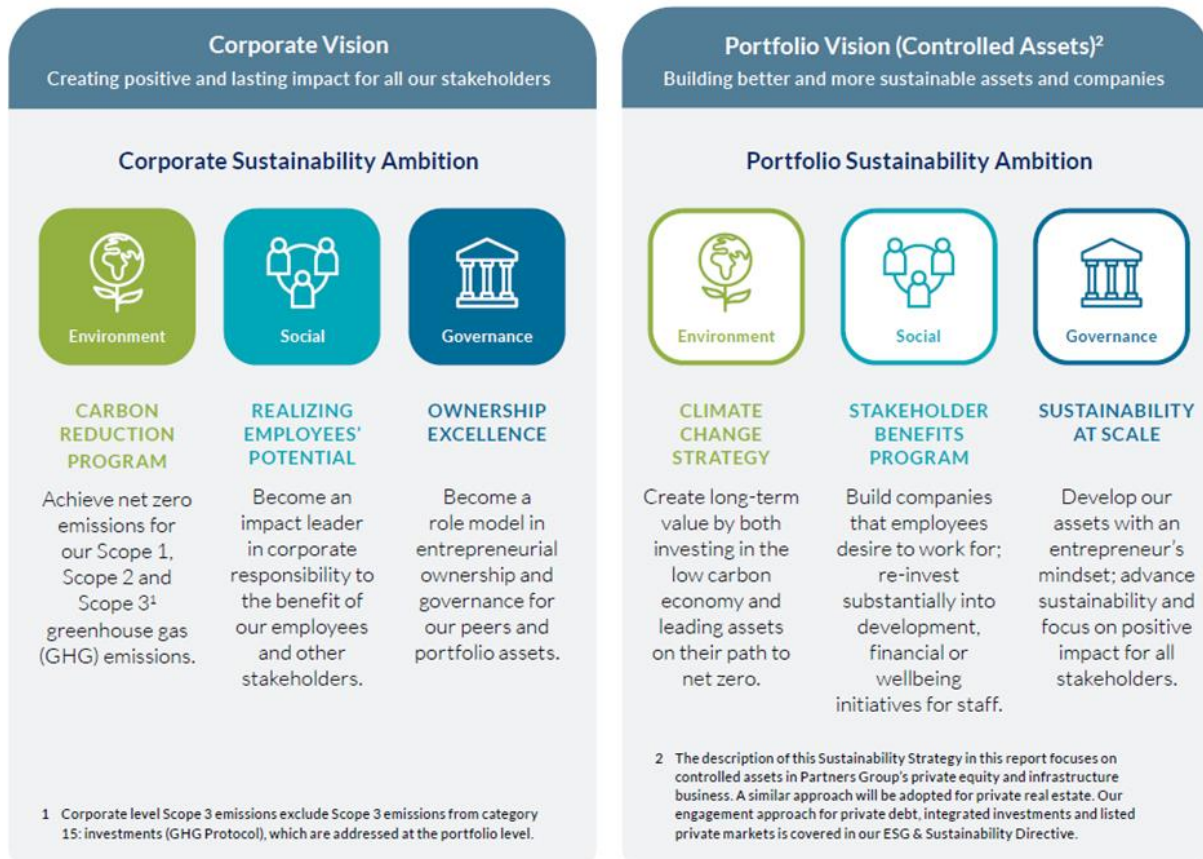 Corporate Vision
Creating positive and lasting impact for all our stakeholders
Corporate Sustainability Ambition
Environment
Social
Governance
CARBON
REDUCTION
PROGRAM
Achieve net zero
emissions for
our Scope 1,
Scope 2 and
Scope 3¹
greenhouse gas
(GHG) emissions.
REALIZING
EMPLOYEES'
POTENTIAL
Become an
impact leader
in corporate
responsibility to
the benefit of
our employees
and other
stakeholders.
OWNERSHIP
EXCELLENCE
Become a
role model in
entrepreneurial
ownership and
governance for
our peers and
portfolio assets.
1 Corporate level Scope 3 emissions exclude Scope 3 emissions from category
15: investments (GHG Protocol), which are addressed at the portfolio level.
Portfolio Vision (Controlled Assets)²
Building better and more sustainable assets and companies
Portfolio Sustainability Ambition
Environment
Social
Governance
CLIMATE
CHANGE
STRATEGY
Create long-term
value by both
investing in the
low carbon
economy and
leading assets
on their path to
net zero.
STAKEHOLDER
BENEFITS
PROGRAM
Build companies
that employees
desire to work for;
re-invest
substantially into
development,
financial or
wellbeing
initiatives for staff.
SUSTAINABILITY
AT SCALE
Develop our
assets with an
entrepreneur's
mindset; advance
sustainability and
focus on positive
impact for all
stakeholders.
2 The description of this Sustainability Strategy in this report focuses on
controlled assets in Partners Group's private equity and infrastructure
business. A similar approach will be adopted for private real estate. Our
engagement approach for private debt, integrated investments and listed
private markets is covered in our ESG & Sustainability Directive.